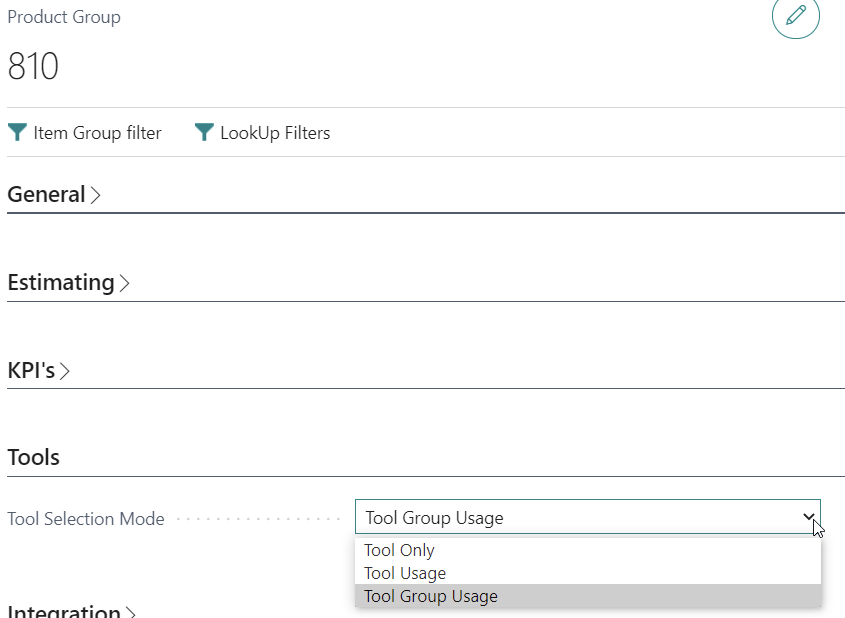 Product Group
810
Item Group filter LookUp Filters
General
Estimating
KPI's
Tools
Tool Selection Mode Tool Group Usage
Tool Only
Tool Usage
Tool Group Usage
Integration